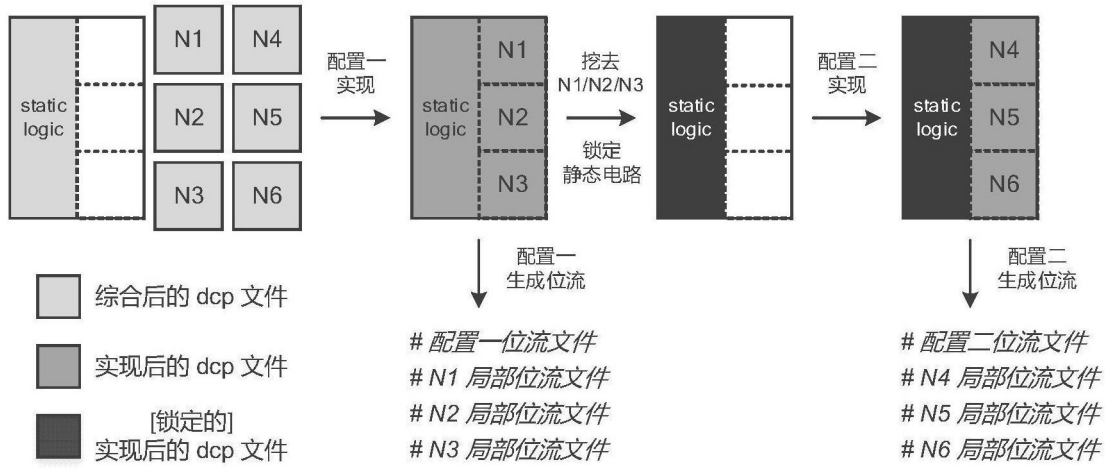 static
logic
N1
N4
N2
N5
N3
N6
配置一
实现
static
logic
N1
N2
N3
挖去
N1/N2/N3
锁定
静态电路
static
logic
配置二
实现
static
logic
N4
N5
N6
配置一
生成位流
配置二
生成位流
综合后的 dcp 文件
实现后的 dcp 文件
[锁定的]
实现后的 dcp 文件
# 配置一位流文件
# N1 局部位流文件
# N2 局部位流文件
# N3 局部位流文件
# 配置二位流文件
# N4 局部位流文件
# N5 局部位流文件
# N6 局部位流文件